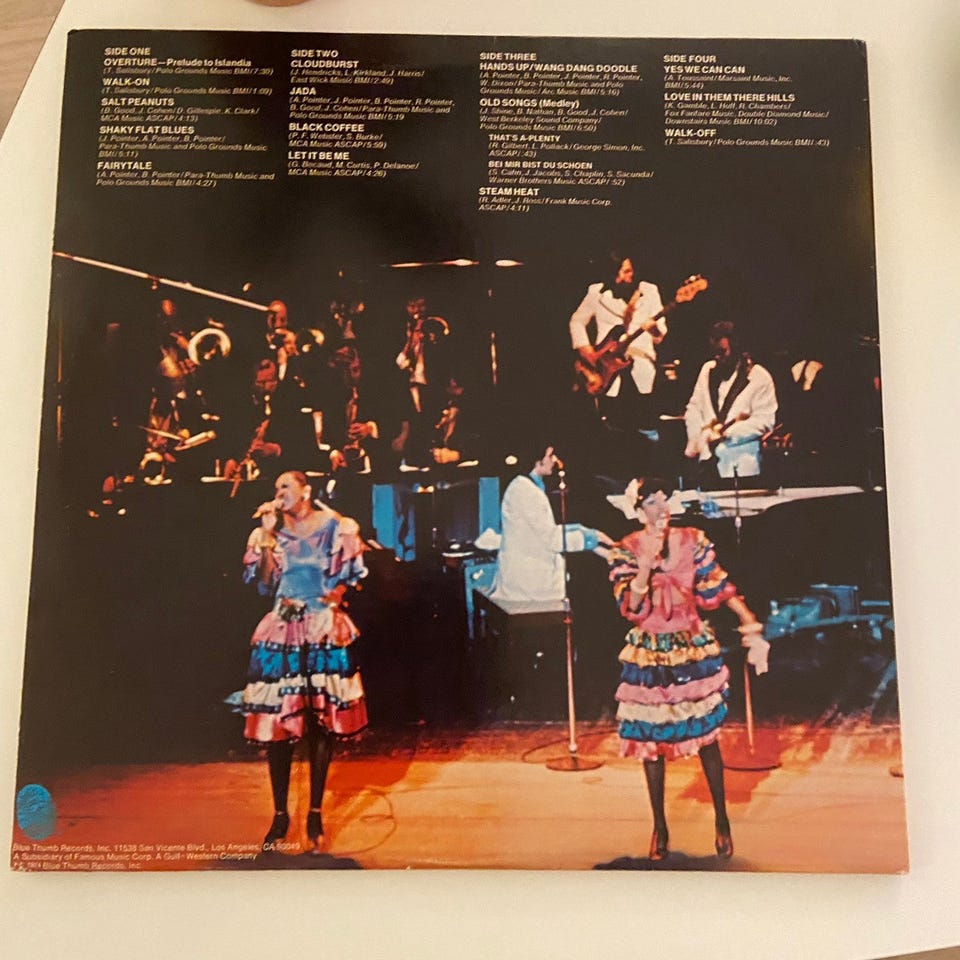 SIDE ONE
OVERTURE—Prelude to Islandia
(T. Salisbury/Polo Grounds Music BMI/7:30)
WALK-ON
(T. Salisbury/Polo Grounds Music BMI/1:09)
SALT PEANUTS
(B. Good, J. Cohen/D. Gillespie, K. Clark/
MCA Music ASCAP/4:13)
SHAKY FLAT BLUES
(J. Pointer, A. Pointer, B. Pointer/
Para-Thumb Music and Polo Grounds Music
BMI/5:11)
FAIRYTALE
(A. Pointer, B. Pointer/Para-Thumb Music and
Polo Grounds Music BMI/4:27)
SIDE TWO
CLOUDBURST
(J. Hendricks, L. Kirkland, J. Harris/
East Wick Music BMI/2:49)
JADA
(A. Pointer, J. Pointer, B. Pointer, R. Pointer,
B. Good, J. Cohen/Para-Thumb Music and
Polo Grounds Music BMI/5:19
BLACK COFFEE
(P. F. Webster, S. Burke/
MCA Music ASCAP/5:59)
LET IT BE ME
(G. Becaud, M. Curtis, P. Delanoe/
MCA Music ASCAP/4:26)
SIDE THREE
HANDS UP/WANG DANG DOODLE
(A. Pointer, B. Pointer, J. Pointer, R. Pointer,
W. Dixon/Para-Thumb Music and Polo
Grounds Music/Arc Music BMI/5:16)
OLD SONGS (Medley)
(J. Shine, B. Nathan, B. Good, J. Cohen/
West Berkeley Sound Company/
Polo Grounds Music BMI/6:50)
THAT'S A-PLENTY
(R. Gilbert, L. Pollack/George Simon, Inc.
ASCAP/:43)
BEI MIR BIST DU SCHOEN
(S. Cahn, J. Jacobs, S. Chaplin, S. Sacunda/
Warner Brothers Music ASCAP/:52)
STEAM HEAT
(R. Adler, J. Ross/Frank Music Corp.
ASCAP/4:11)
SIDE FOUR
YES WE CAN CAN
(A. Toussaint/Marsaint Music, Inc.
BMI/5:44)
LOVE IN THEM THERE HILLS
(K. Gamble, L. Huff, R. Chambers/
Fox Fanfare Music, Double Diamond Music/
Downstairs Music BMI/10:02)
WALK-OFF
(T. Salisbury/Polo Grounds Music BMI/:43)
Blue Thumb Records, Inc. 11538 San Vicente Blvd., Los Angeles, CA 90049
A Subsidiary of Famous Music Corp. A Gulf+Western Company
℗ © 1974 Blue Thumb Records, Inc.